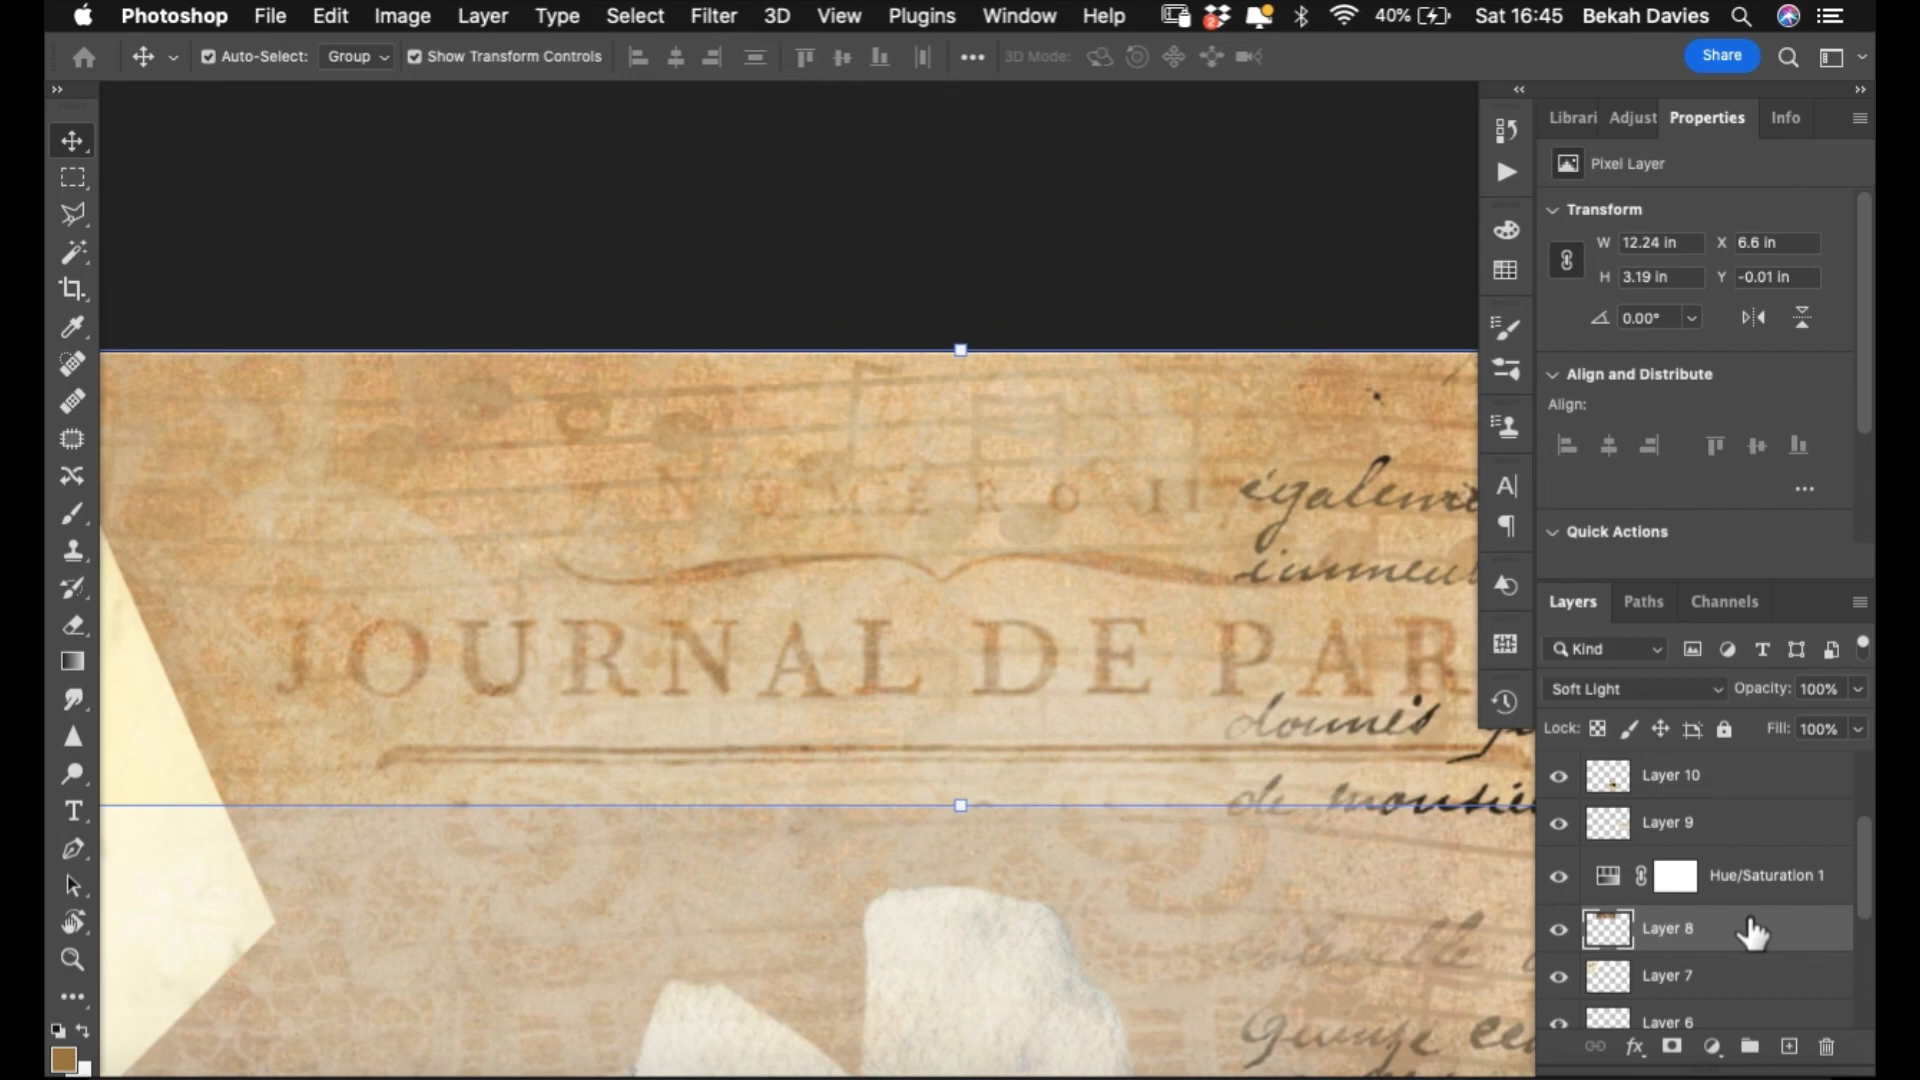 Photoshop File Edit Image Layer Type Select Filter 3D View Plugins Window Help 2 40% Sat 16:45 Bekah Davies
Auto-Select: Group Show Transform Controls 3D Mode: Share
Librari Adjust Properties Info
Pixel Layer
Transform
W 12.24 in X 6.6 in
H 3.19 in Y -0.01 in
0.00°
Align and Distribute
Align:
Quick Actions
Layers Paths Channels
Kind
Soft Light Opacity: 100%
Lock: Fill: 100%
Layer 10
Layer 9
Hue/Saturation 1
Layer 8
Layer 7
Layer 6
NUMERO II
JOURNAL DE PAR
donnés
de